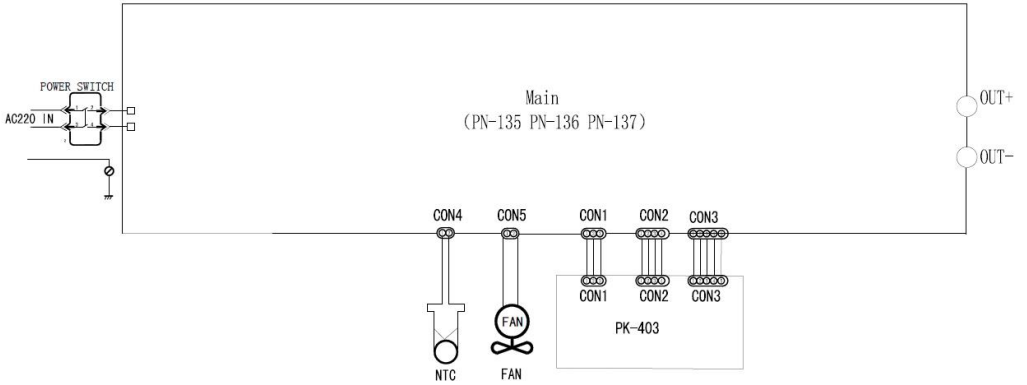 POWER SWITCH
AC220 IN
Main
(PN-135 PN-136 PN-137)
OUT+
OUT-
CON4
CON5
CON1
CON2
CON3
CON1
CON2
CON3
FAN
PK-403
NTC
FAN